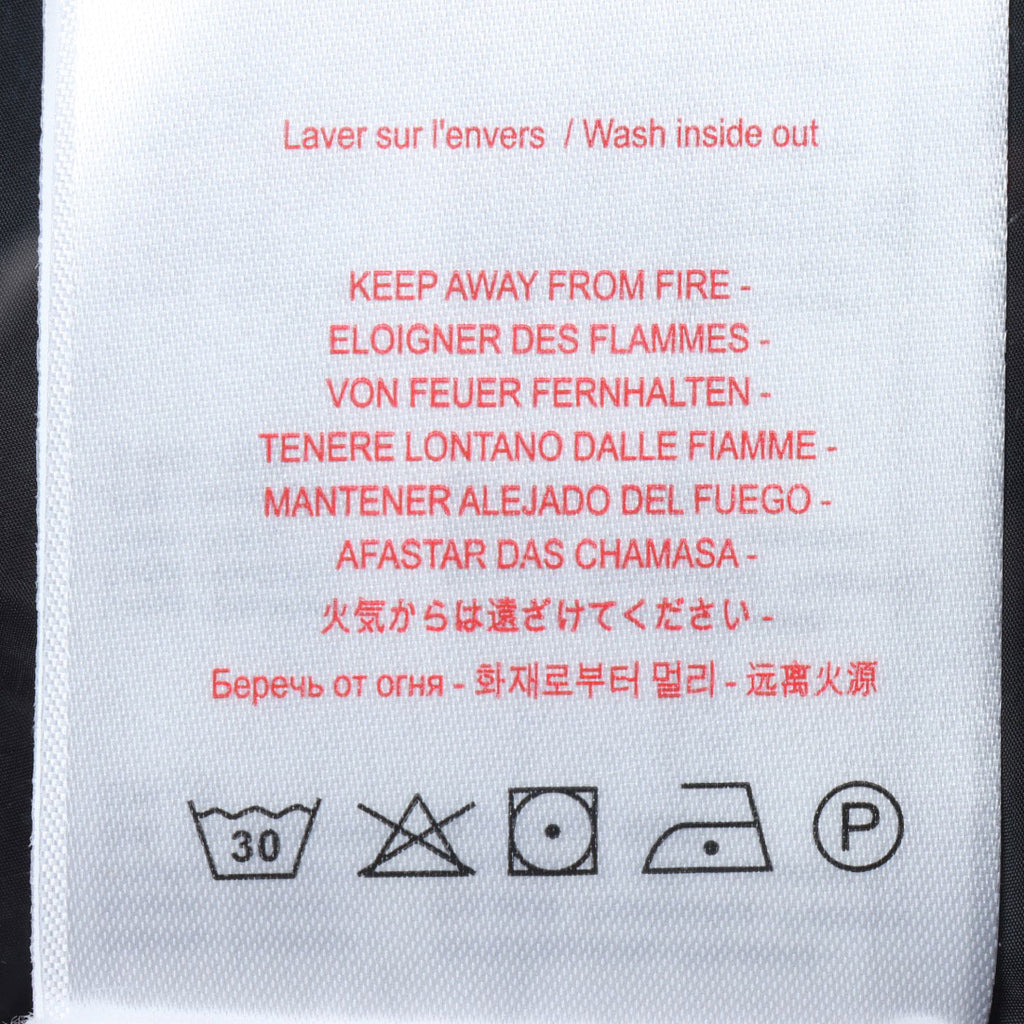 Laver sur l'envers / Wash inside out
KEEP AWAY FROM FIRE -
ELOIGNER DES FLAMMES -
VON FEUER FERNHALTEN -
TENERE LONTANO DALLE FIAMME -
MANTENER ALEJADO DEL FUEGO -
AFASTAR DAS CHAMASA -
火気からは遠ざけてください -
Беречь от огня - 화재로부터 멀리 - 远离火源
30 P